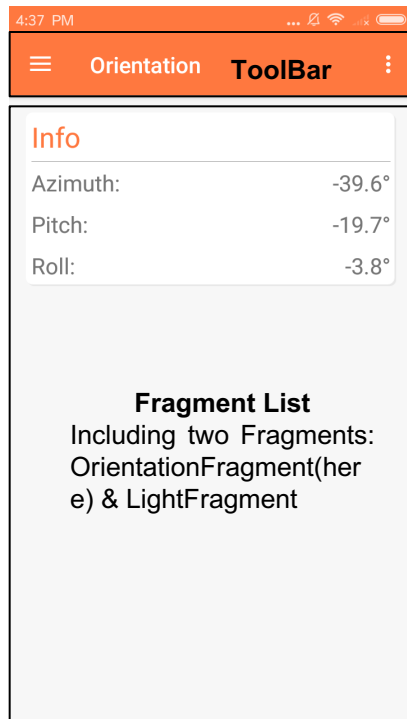 4:37 PM ...
Orientation ToolBar
Info
Azimuth: -39.6°
Pitch: -19.7°
Roll: -3.8°
Fragment List
Including two Fragments:
OrientationFragment(her
e) & LightFragment